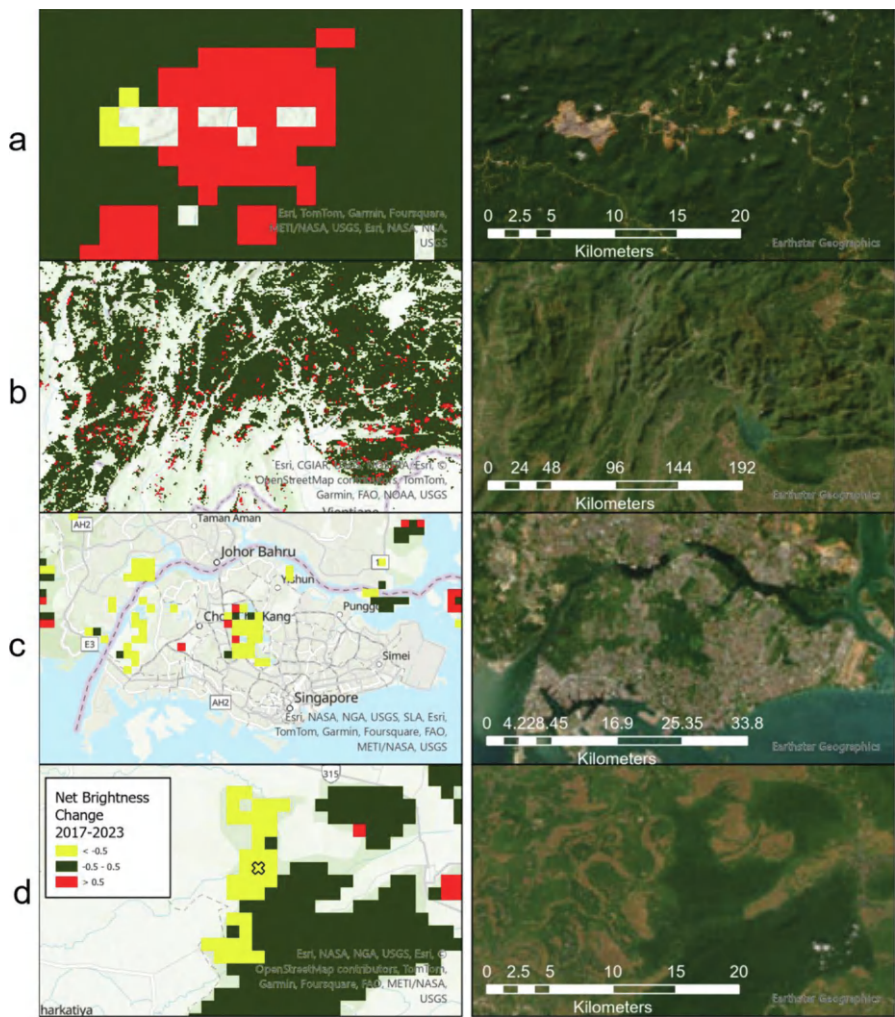 a
Esri, TomTom, Garmin, Foursquare,
METI/NASA, USGS, Esri, NASA, NGA,
USGS
0 2.5 5 10 15 20
Kilometers
Earthstar Geographics
b
Esri, CGIAR, Esri, ©
OpenStreetMap contributors, TomTom,
Garmin, FAO, NOAA, USGS
0 24 48 96 144 192
Kilometers
Earthstar Geographics
c
AH2
Taman Aman
Johor Bahru
1
Kang
E3
Simei
AH2
Singapore
Esri, NASA, NGA, USGS, SLA, Esri,
TomTom, Garmin, Foursquare, FAO,
METI/NASA, USGS
0 4.228.45 16.9 25.35 33.8
Kilometers
Earthstar Geographics
d
Net Brightness
Change
2017-2023
< -0.5
-0.5 - 0.5
> 0.5
315
harkatiya
Esri, NASA, NGA, USGS, Esri, ©
OpenStreetMap contributors, TomTom,
Garmin, Foursquare, FAO, METI/NASA,
USGS
0 2.5 5 10 15 20
Kilometers
Earthstar Geographics